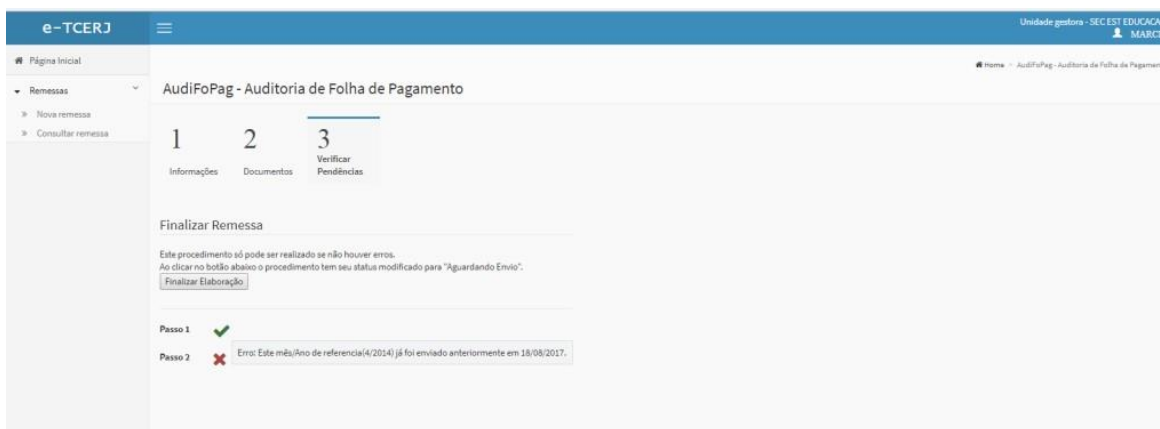 e-TCERJ
Unidade gestora - SEC EST EDUCACA
MARC
Página Inicial
Home > AudiFoPag - Auditoria de Folha de Pagamen
Remessas
AudiFoPag - Auditoria de Folha de Pagamento
» Nova remessa
» Consultar remessa
1
Informações
2
Documentos
3
Verificar
Pendências
Finalizar Remessa
Este procedimento só pode ser realizado se não houver erros.
Ao clicar no botão abaixo o procedimento tem seu status modificado para "Aguardando Envio".
Finalizar Elaboração
Passo 1
Passo 2
Erro: Este mês/Ano de referencia(4/2014) já foi enviado anteriormente em 18/08/2017.